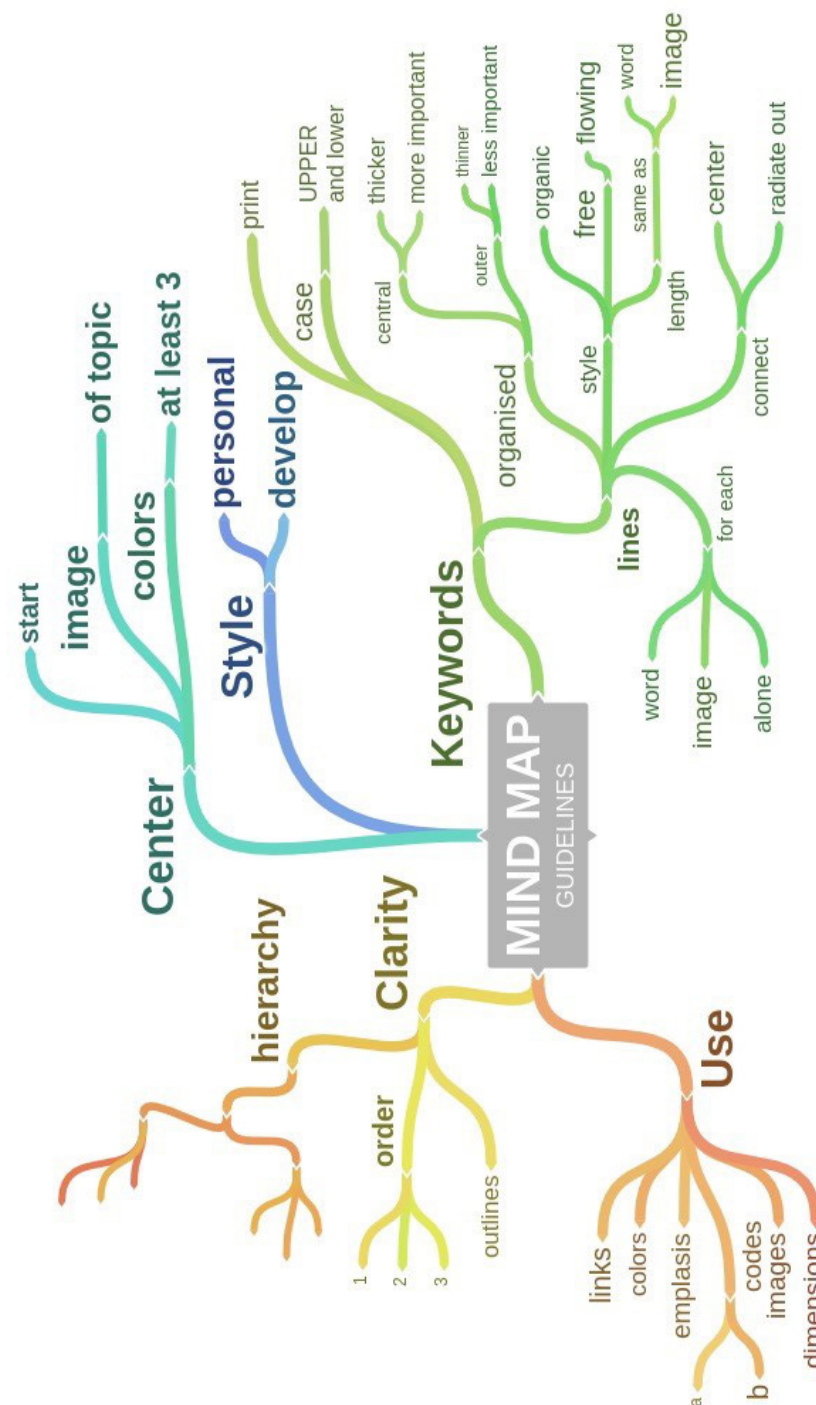 MIND MAP
GUIDELINES
Center
start
image
of topic
colors
at least 3
Style
personal
develop
Keywords
print
case
UPPER
and lower
lines
organised
central
thicker
more important
outer
thinner
less important
style
organic
free
flowing
length
same as
word
image
connect
center
radiate out
for each
word
image
alone
Clarity
hierarchy
order
1
2
3
outlines
Use
links
colors
emplasis
codes
a
b
images
dimensions